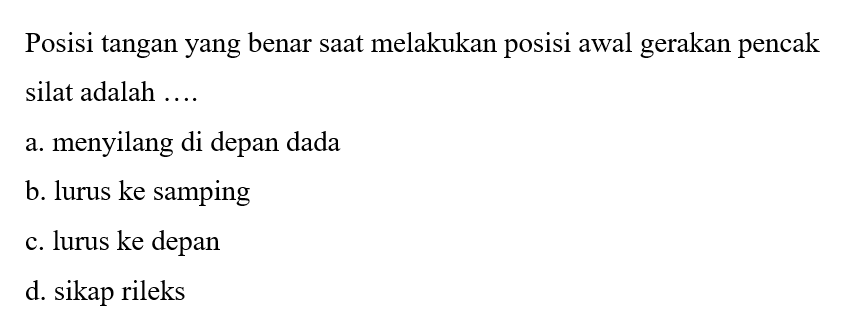 Posisi tangan yang benar saat melakukan posisi awal gerakan pencak
silat adalah ....
a. menyilang di depan dada
b. lurus ke samping
c. lurus ke depan
d. sikap rileks